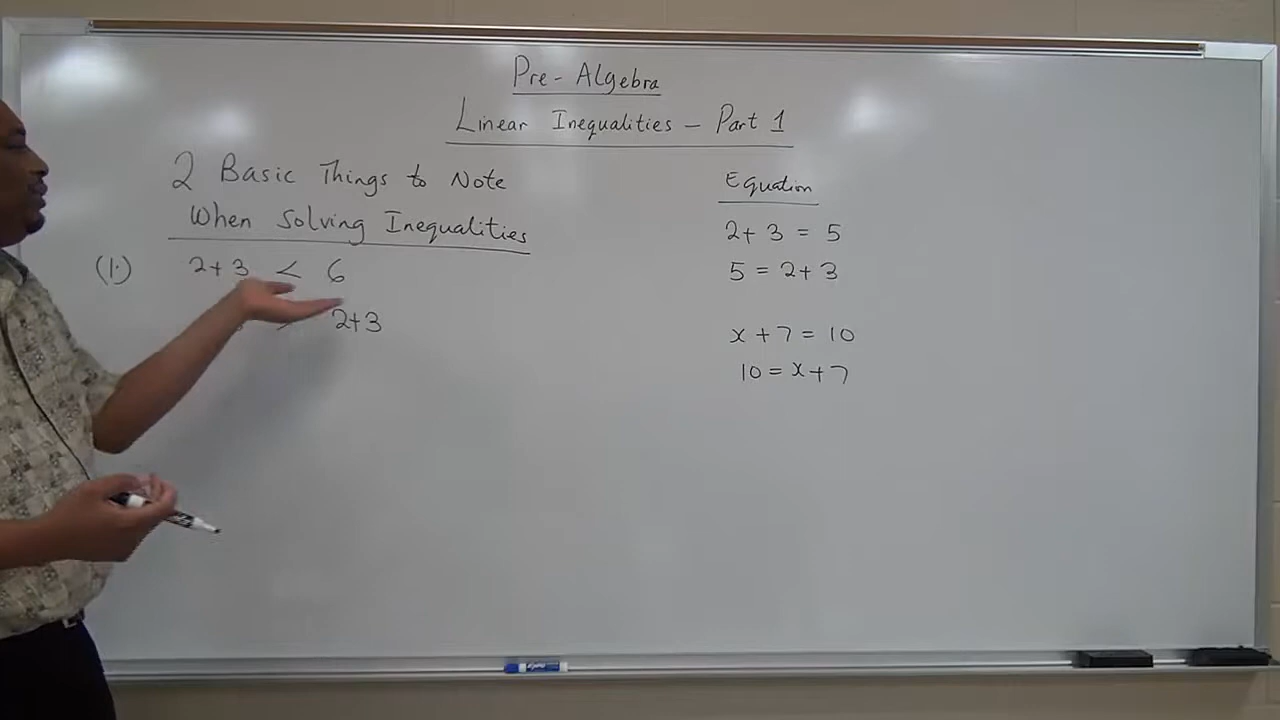 Pre-Algebra
Linear Inequalities - Part 1
2 Basic Things to Note
When Solving Inequalities
(1.) 2+3 < 6
> 2+3
Equation
2+3 = 5
5 = 2+3
x+7 = 10
10 = x+7